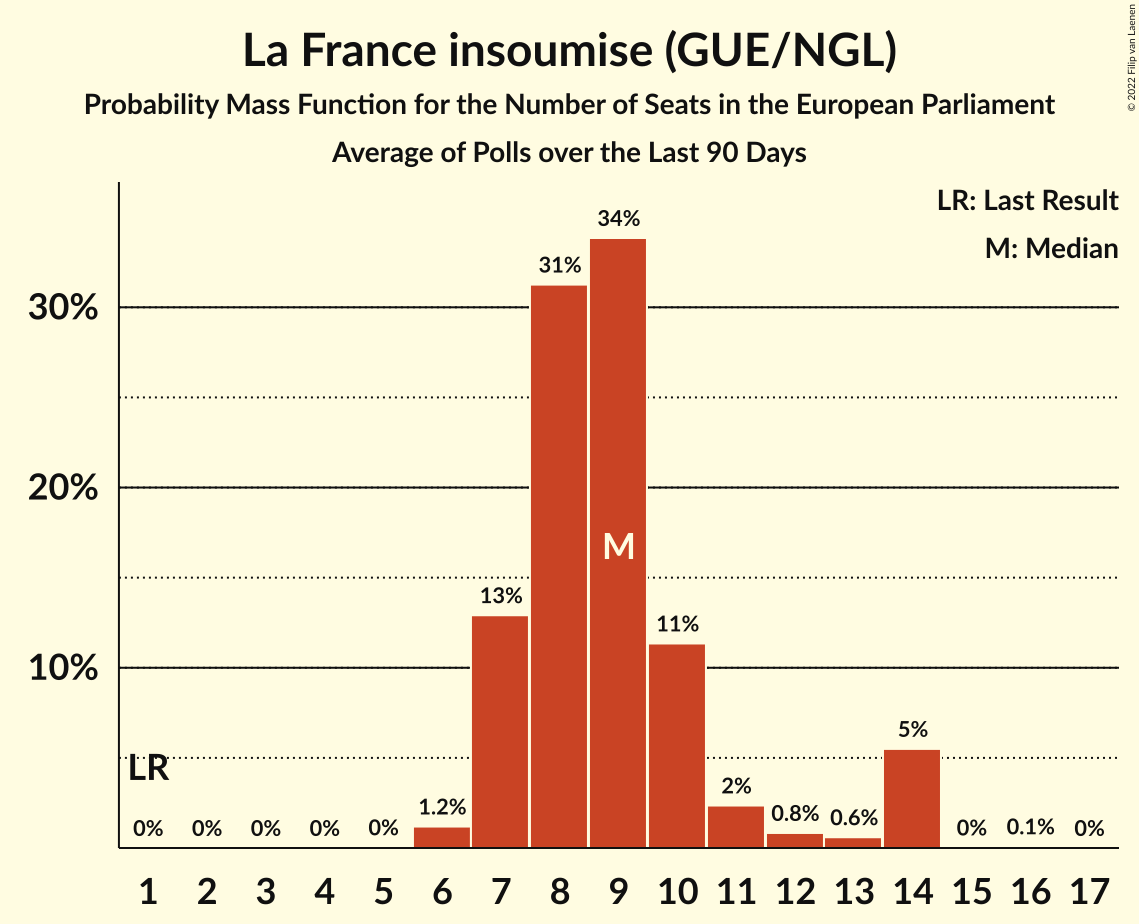 La France insoumise (GUE/NGL)
Probability Mass Function for the Number of Seats in the European Parliament
Average of Polls over the Last 90 Days
© 2022 Filip van Laenen
LR: Last Result
M: Median
34%
31%
30%
20%
M
13%
11%
10%
5%
LR
2%
1.2%
0.8%
0.6%
0% 0% 0% 0% 0% 0% 0.1% 0%
1 2 3 4 5 6 7 8 9 10 11 12 13 14 15 16 17